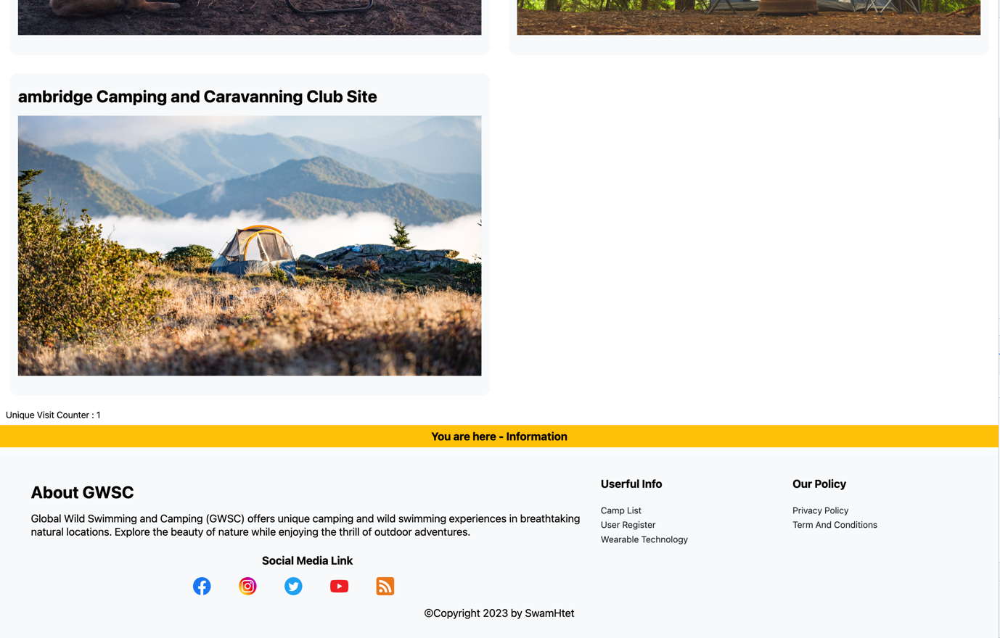 ambridge Camping and Caravanning Club Site
Unique Visit Counter : 1
You are here - Information
About GWSC
Global Wild Swimming and Camping (GWSC) offers unique camping and wild swimming experiences in breathtaking
natural locations. Explore the beauty of nature while enjoying the thrill of outdoor adventures.
Social Media Link
Userful Info
Camp List
User Register
Wearable Technology
Our Policy
Privacy Policy
Term And Conditions
©Copyright 2023 by SwamHtet